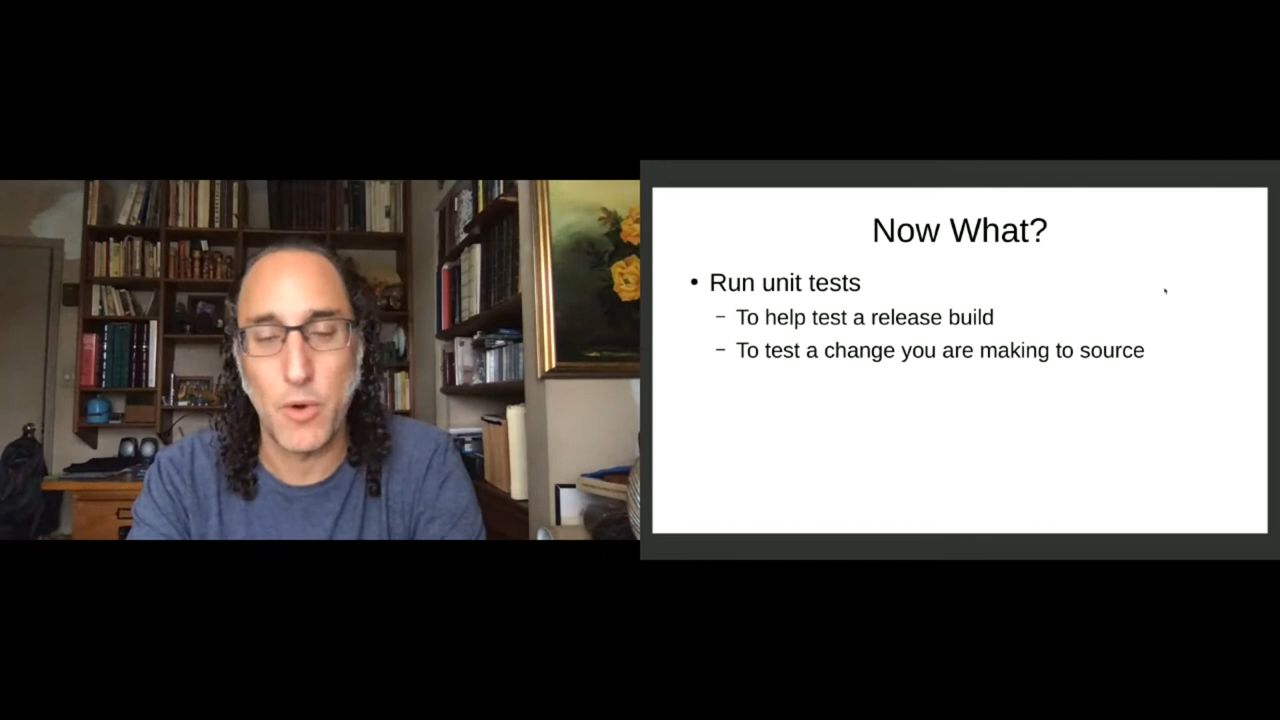 Now What?
• Run unit tests
– To help test a release build
– To test a change you are making to source